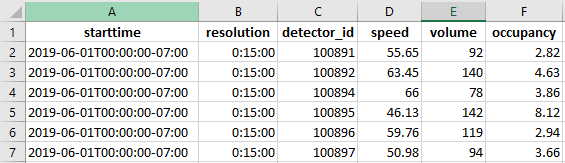 A B C D E F
1 starttime resolution detector_id speed volume occupancy
2 2019-06-01T00:00:00-07:00 0:15:00 100891 55.65 92 2.82
3 2019-06-01T00:00:00-07:00 0:15:00 100892 63.45 140 4.63
4 2019-06-01T00:00:00-07:00 0:15:00 100894 66 78 3.86
5 2019-06-01T00:00:00-07:00 0:15:00 100895 46.13 142 8.12
6 2019-06-01T00:00:00-07:00 0:15:00 100896 59.76 119 2.94
7 2019-06-01T00:00:00-07:00 0:15:00 100897 50.98 94 3.66